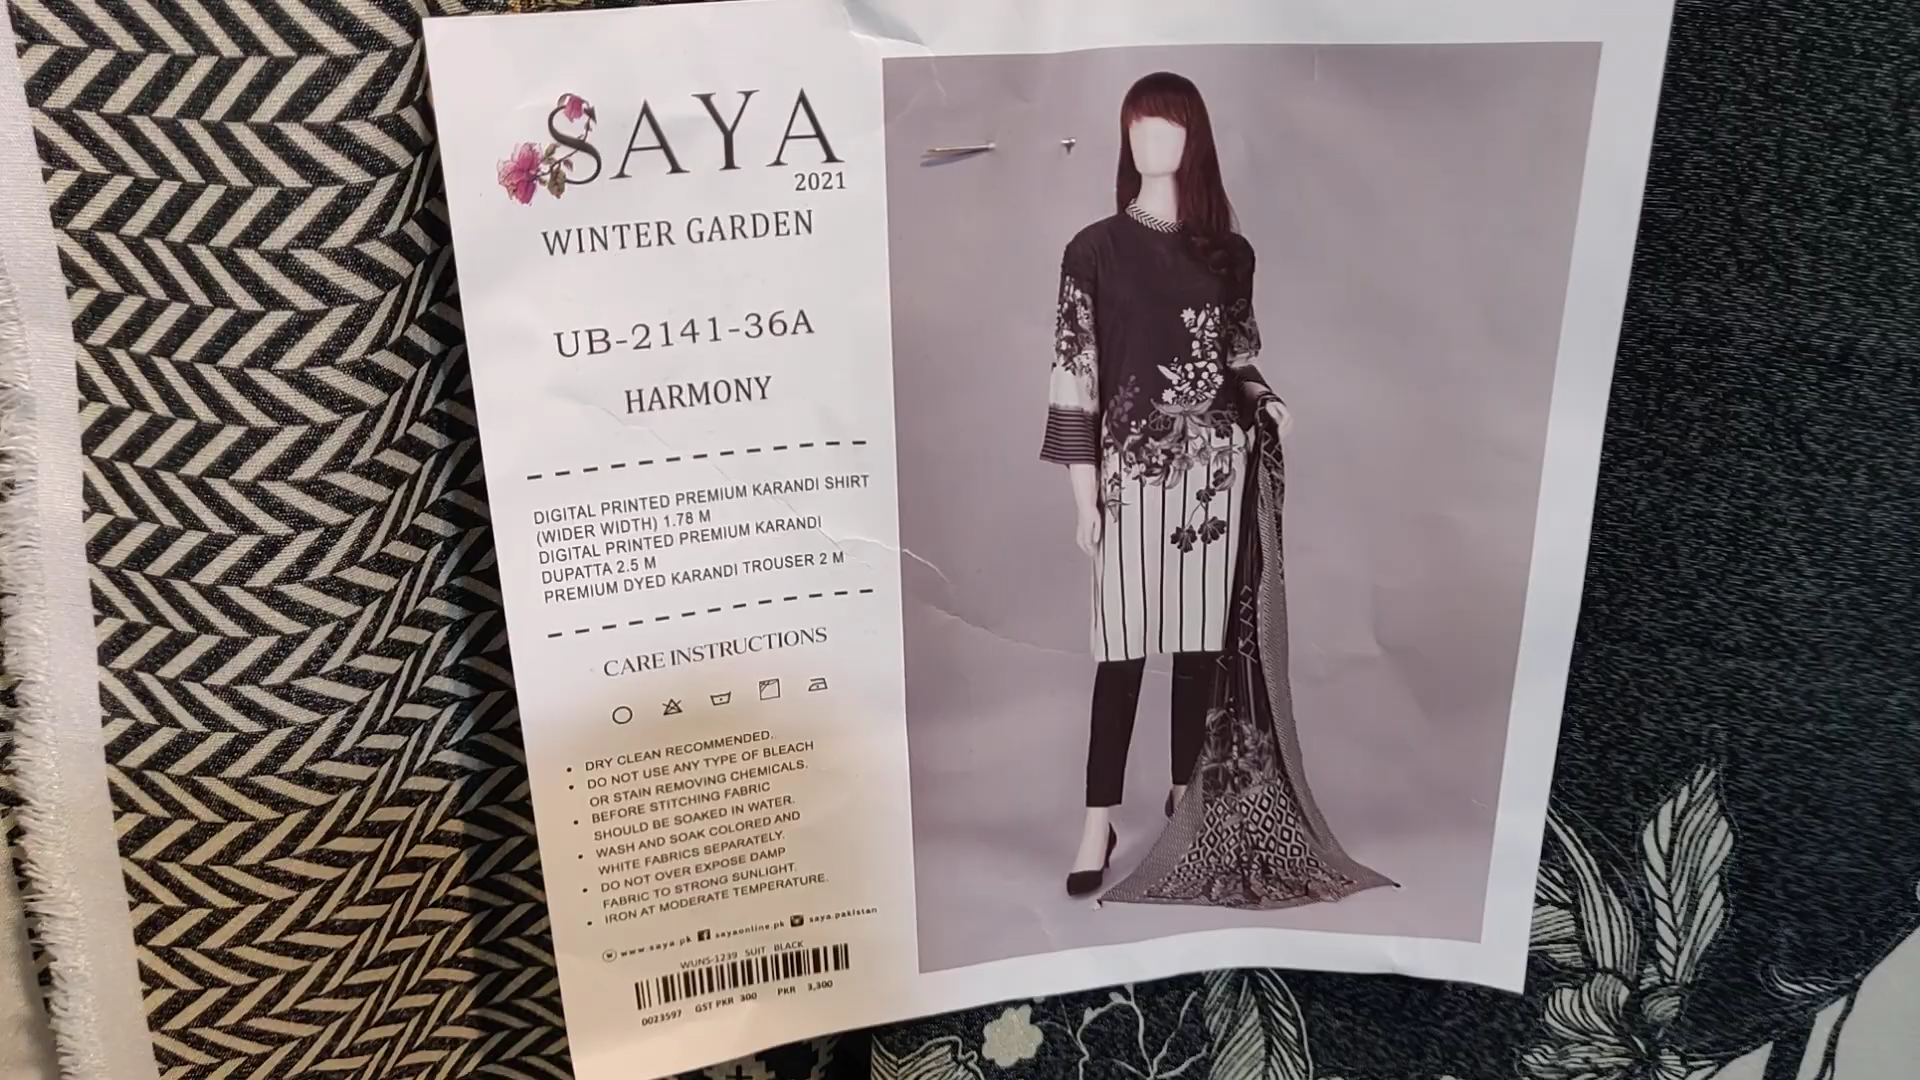 SAYA
2021
WINTER GARDEN
UB-2141-36A
HARMONY
DIGITAL PRINTED PREMIUM KARANDI SHIRT
(WIDER WIDTH) 1.78 M
DIGITAL PRINTED PREMIUM KARANDI
DUPATTA 2.5 M
PREMIUM DYED KARANDI TROUSER 2 M
CARE INSTRUCTIONS
• DRY CLEAN RECOMMENDED.
• DO NOT USE ANY TYPE OF BLEACH
OR STAIN REMOVING CHEMICALS.
• BEFORE STITCHING FABRIC
SHOULD BE SOAKED IN WATER.
• WASH AND SOAK COLORED AND
WHITE FABRICS SEPARATELY.
• DO NOT OVER EXPOSE DAMP
FABRIC TO STRONG SUNLIGHT.
• IRON AT MODERATE TEMPERATURE.
www.saya.pk sayaonline.pk saya.pakistan
WUNS-1239 SUIT BLACK
0023597 GST PKR 300 PKR 3,300